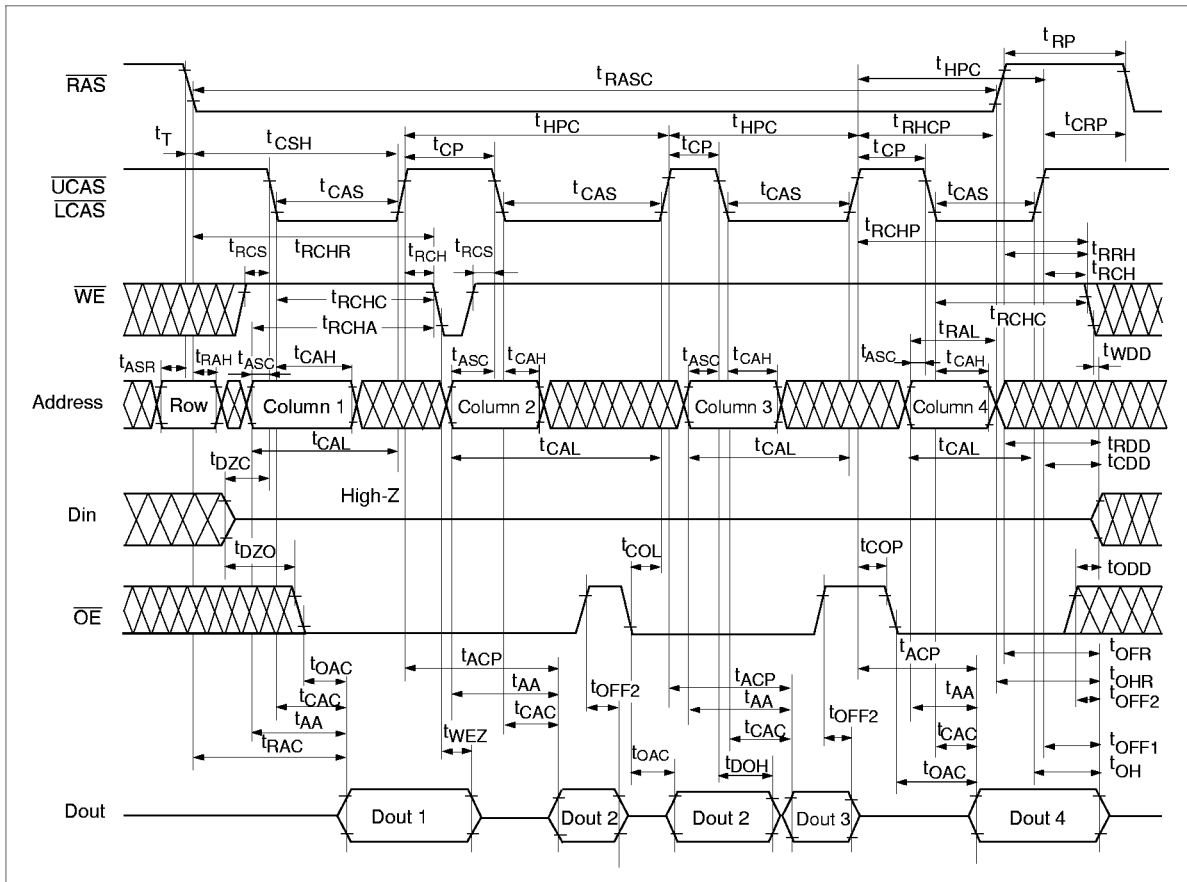 tRP
RAS
tRASC
tHPC
tT
tCSH
tHPC
tHPC
tRHCP
tCRP
tCP
tCP
tCP
UCAS
LCAS
tCAS
tCAS
tCAS
tCAS
tRCS
tRCHR
tRCH
tRCS
tRCHP
tRRH
tRCH
WE
tRCHC
tRCHA
tRCHC
tRAL
tWDD
tASR
tRAH
tASC
tCAH
tASC
tCAH
tASC
tCAH
tASC
tCAH
Address
Row
Column 1
Column 2
Column 3
Column 4
tCAL
tCAL
tCAL
tCAL
tRDD
tCDD
tDZC
High-Z
Din
tDZO
tCOL
tCOP
tODD
OE
tOAC
tACP
tACP
tACP
tOFR
tCAC
tAA
tOFF2
tAA
tOHR
tAA
tCAC
tOFF2
tAA
tOFF2
tRAC
tWEZ
tCAC
tCAC
tOFF1
tOAC
tDOH
tOAC
tOH
Dout
Dout 1
Dout 2
Dout 2
Dout 3
Dout 4